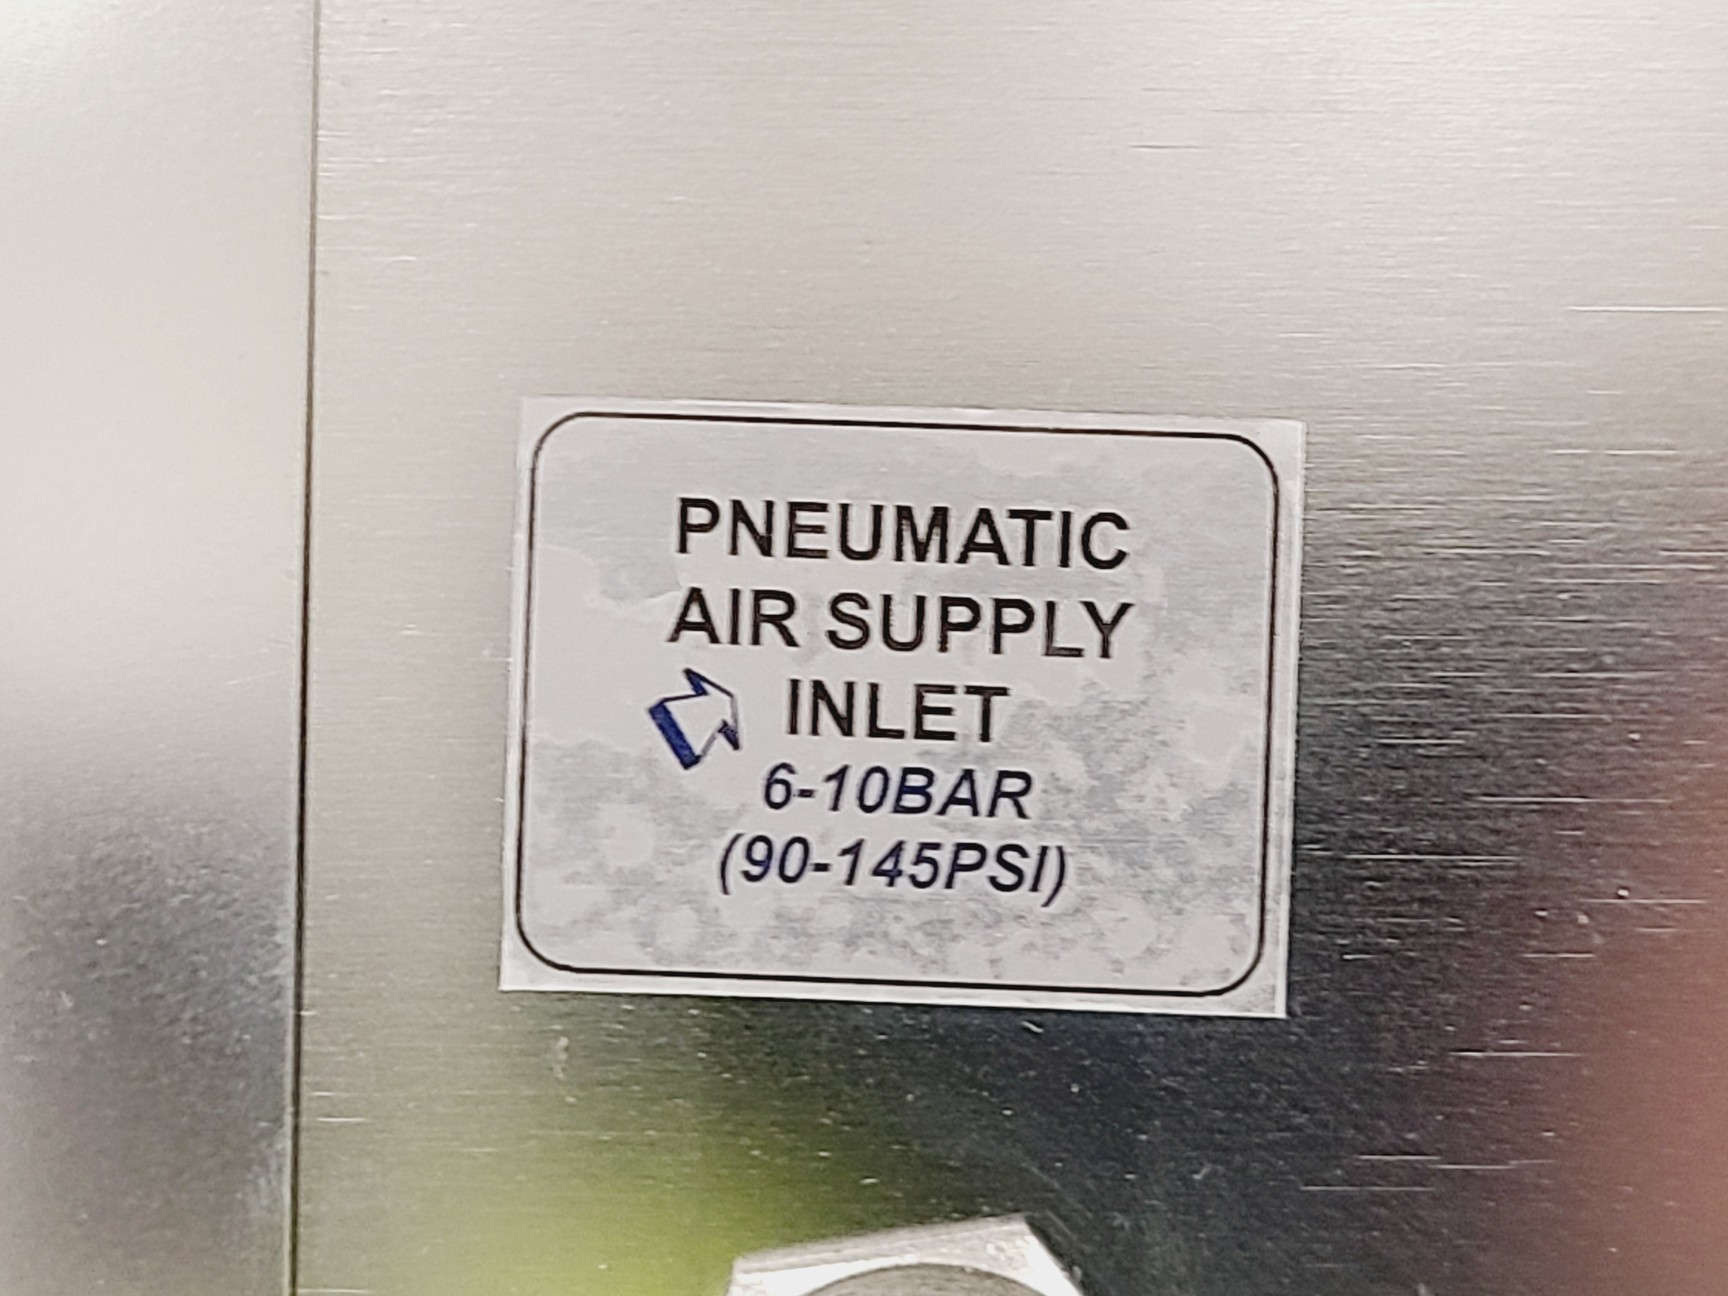 PNEUMATIC
AIR SUPPLY
INLET
6-10BAR
(90-145PSI)